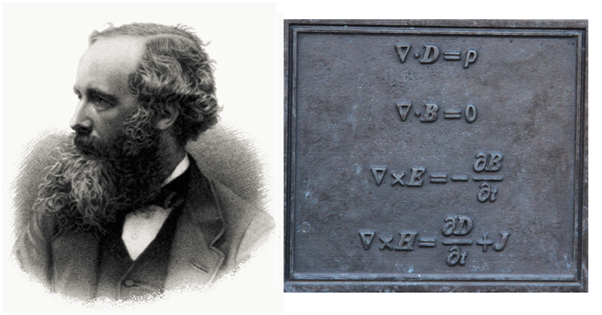 ∇·D=ρ
∇·B=0
∇×E=-∂B/∂t
∇×H=∂D/∂t+J